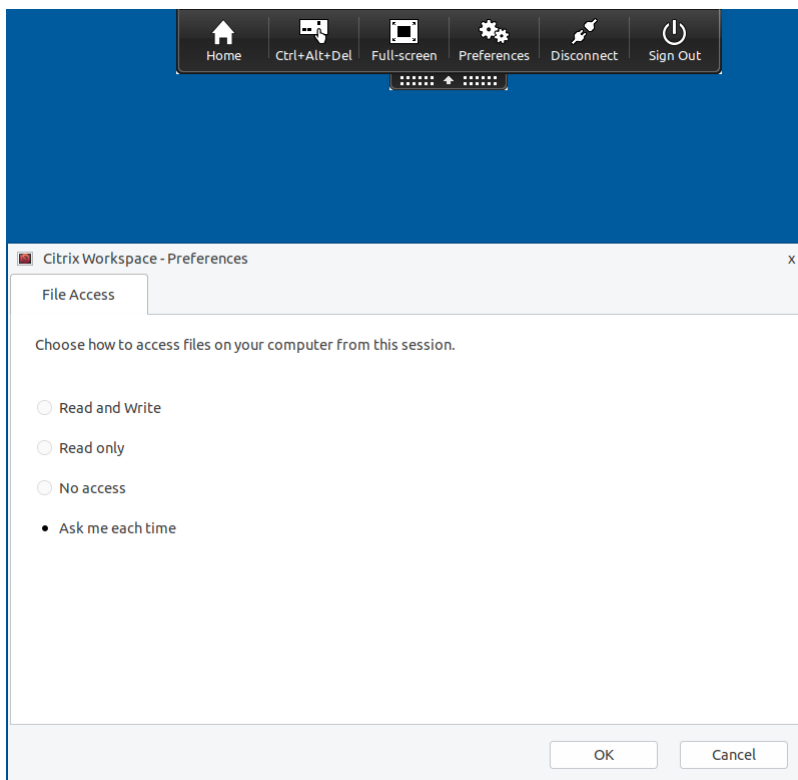 Home Ctrl+Alt+Del Full-screen Preferences Disconnect Sign Out
Citrix Workspace - Preferences x
File Access
Choose how to access files on your computer from this session.
Read and Write
Read only
No access
Ask me each time
OK Cancel